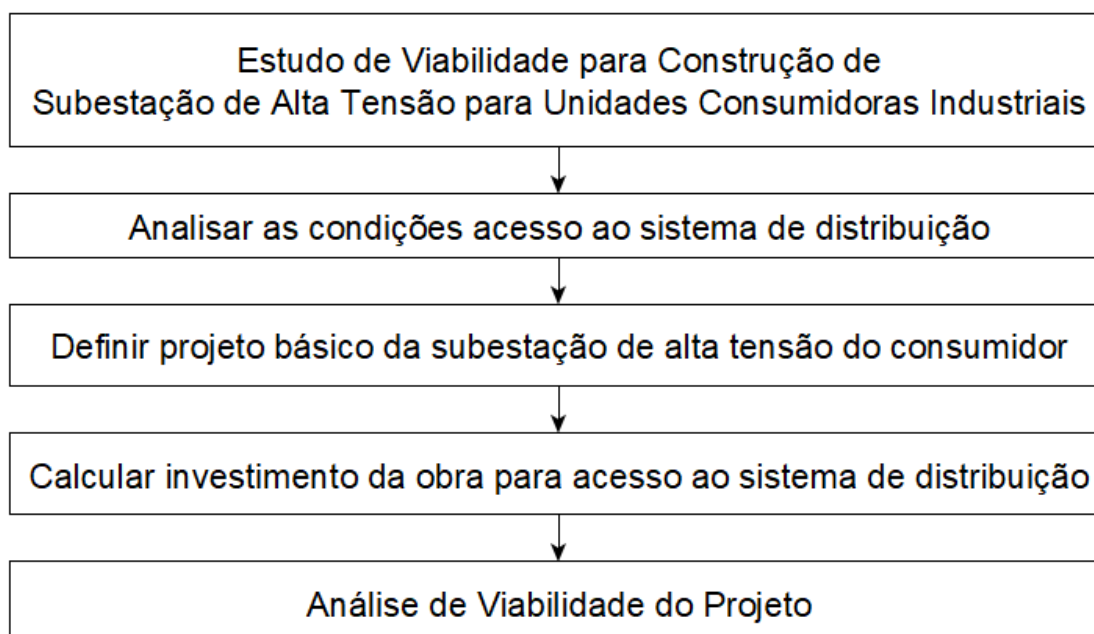 Estudo de Viabilidade para Construção de
Subestação de Alta Tensão para Unidades Consumidoras Industriais
Analisar as condições acesso ao sistema de distribuição
Definir projeto básico da subestação de alta tensão do consumidor
Calcular investimento da obra para acesso ao sistema de distribuição
Análise de Viabilidade do Projeto